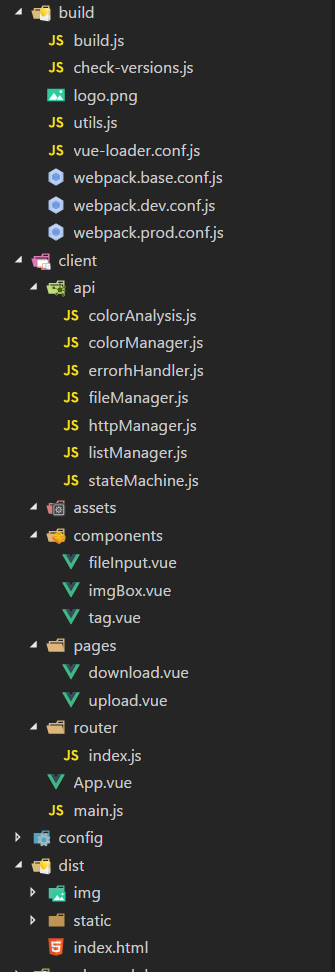 build
JS build.js
JS check-versions.js
logo.png
JS utils.js
JS vue-loader.conf.js
webpack.base.conf.js
webpack.dev.conf.js
webpack.prod.conf.js
client
api
JS colorAnalysis.js
JS colorManager.js
JS errorhHandler.js
JS fileManager.js
JS httpManager.js
JS listManager.js
JS stateMachine.js
assets
components
fileInput.vue
imgBox.vue
tag.vue
pages
download.vue
upload.vue
router
JS index.js
App.vue
JS main.js
config
dist
img
static
index.html